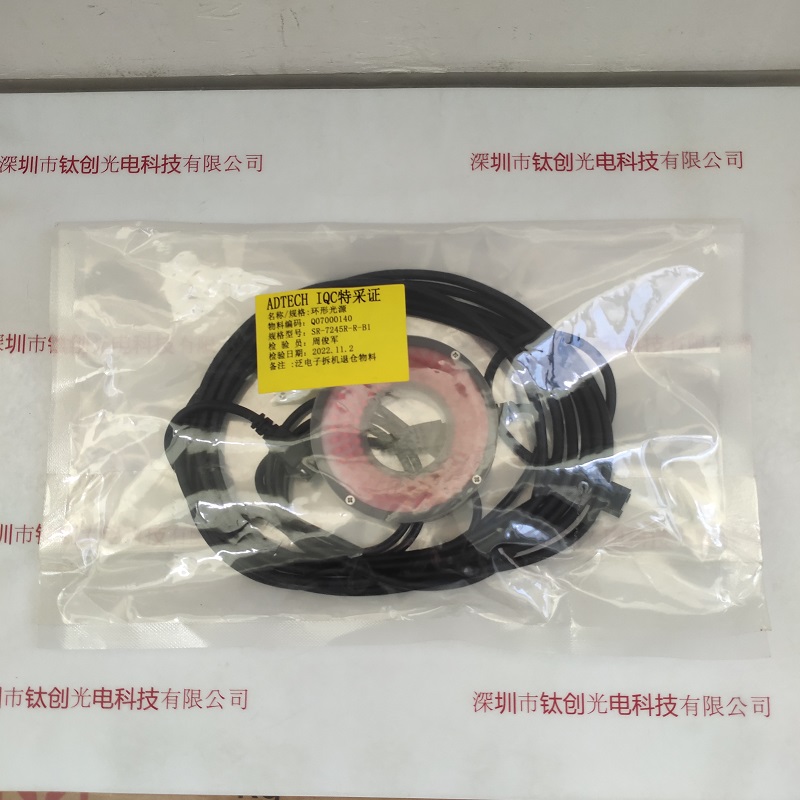 深圳市钛创光电科技有限公司
深圳市钛创光电科技有限公司
ADTECH IQC特采证
名称/规格:环形光源
物料编码: Q07000140
规格型号: SR-7245R-R-B1
检 验 员: 周俊军
检验日期: 2022.11.2
备注 :泛电子拆机退仓物料
深圳市
限公司
深圳市
圳市钛创光电科技有限公司
深圳市钛创光电科技有限公司